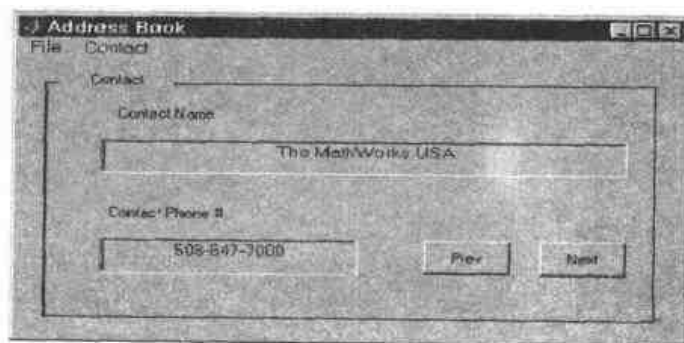 Address Book
File Contact
Contact
Contact Name
The MathWorks USA
Contact Phone #
508-647-7000
Prev Next